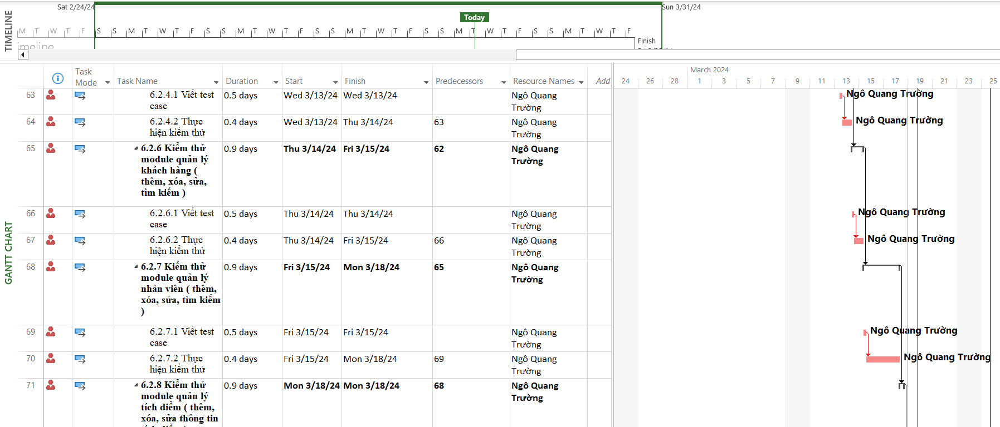 TIMELINE
Sat 2/24/24
Sun 3/31/24
Today
M T W T F S S M T W T F S S M T W T F S S M T W T F S S M T W T F S S M T W T F
Finish
GANTT CHART
Task Mode
Task Name
Duration
Start
Finish
Predecessors
Resource Names
Add
March 2024
24 26 28 1 3 5 7 9 11 13 15 17 19 21 23 25
63
6.2.4.1 Viết test
case
0.5 days
Wed 3/13/24
Wed 3/13/24
Ngô Quang
Trường
Ngô Quang Trường
64
6.2.4.2 Thực
hiện kiểm thử
0.4 days
Wed 3/13/24
Thu 3/14/24
63
Ngô Quang
Trường
Ngô Quang Trường
65
6.2.6 Kiểm thử
module quản lý
khách hàng (
thêm, xóa, sửa,
tìm kiếm )
0.9 days
Thu 3/14/24
Fri 3/15/24
62
Ngô Quang
Trường
66
6.2.6.1 Viết test
case
0.5 days
Thu 3/14/24
Thu 3/14/24
Ngô Quang
Trường
Ngô Quang Trường
67
6.2.6.2 Thực
hiện kiểm thử
0.4 days
Thu 3/14/24
Fri 3/15/24
66
Ngô Quang
Trường
Ngô Quang Trường
68
6.2.7 Kiểm thử
module quản lý
nhân viên ( thêm,
xóa, sửa, tìm kiếm
)
0.9 days
Fri 3/15/24
Mon 3/18/24
65
Ngô Quang
Trường
69
6.2.7.1 Viết test
case
0.5 days
Fri 3/15/24
Fri 3/15/24
Ngô Quang
Trường
Ngô Quang Trường
70
6.2.7.2 Thực
hiện kiểm thử
0.4 days
Fri 3/15/24
Mon 3/18/24
69
Ngô Quang
Trường
Ngô Quang Trường
71
6.2.8 Kiểm thử
module quản lý
tích điểm ( thêm,
xóa, sửa thông tin
0.9 days
Mon 3/18/24
Mon 3/18/24
68
Ngô Quang
Trường